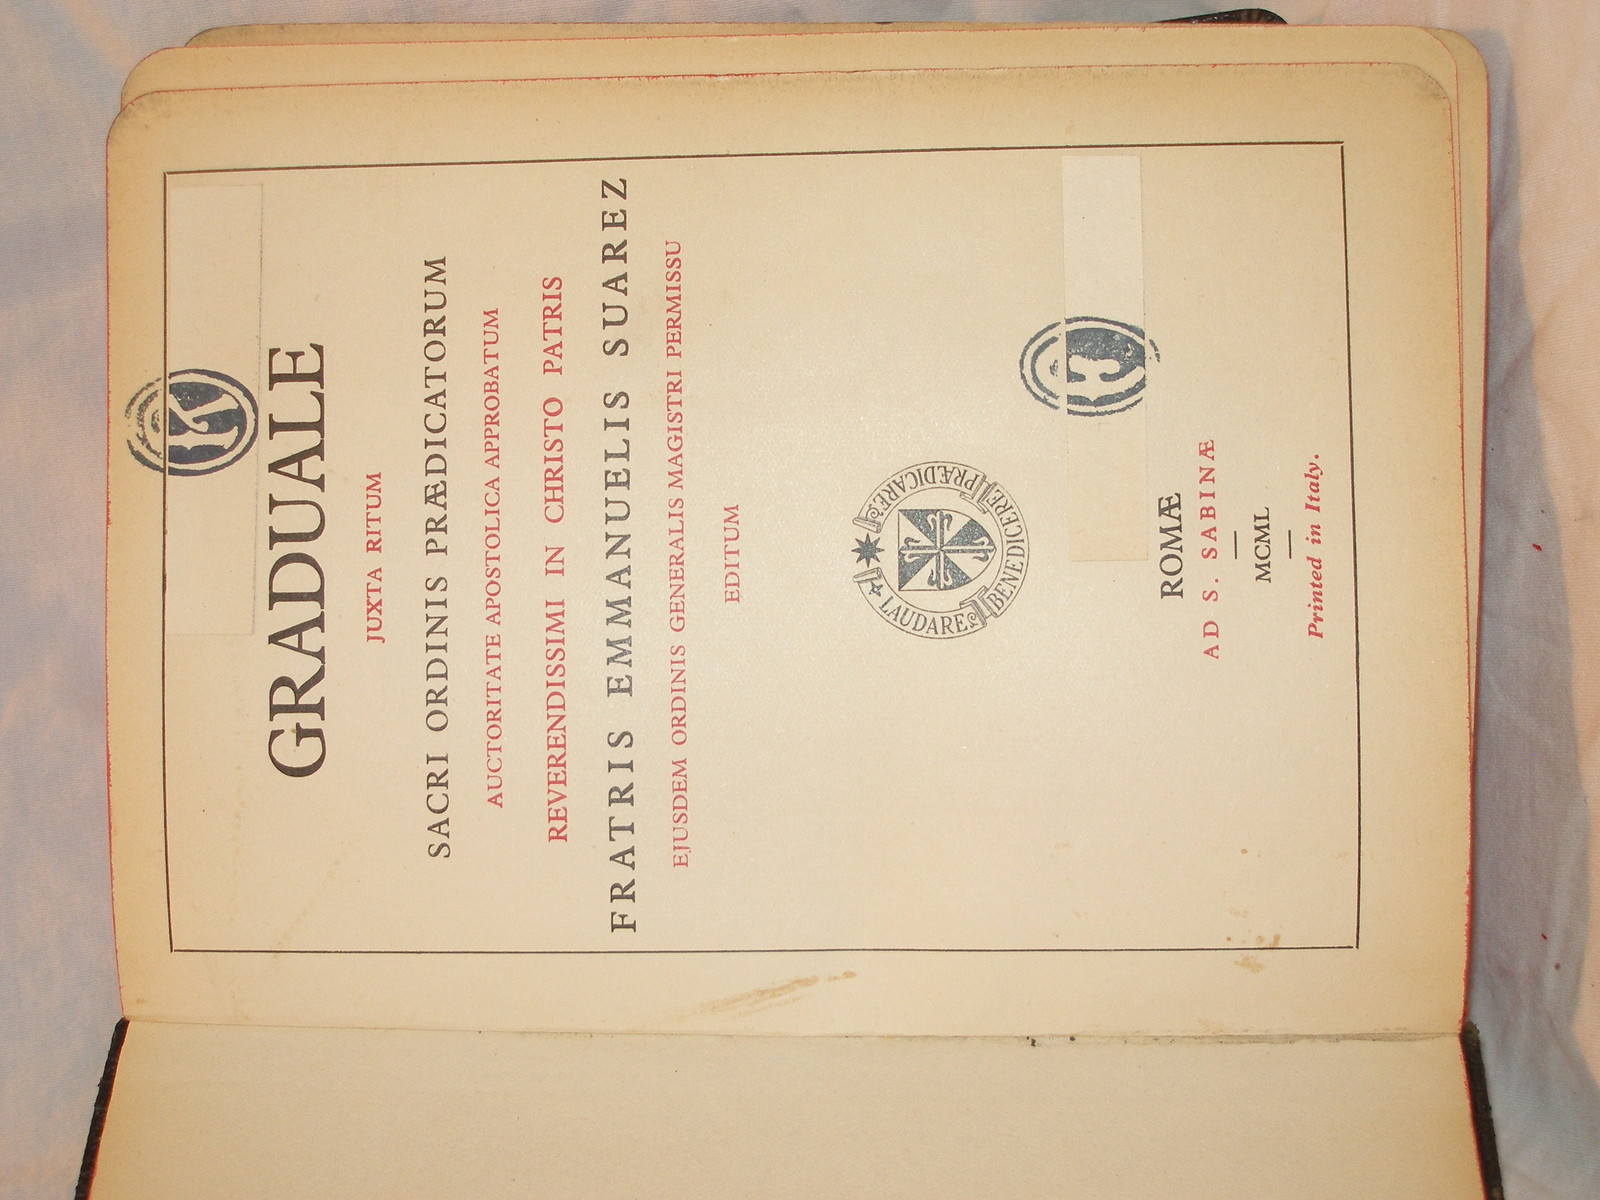 GRADUALE
JUXTA RITUM
SACRI ORDINIS PRÆDICATORUM
AUCTORITATE APOSTOLICA APPROBATUM
REVERENDISSIMI IN CHRISTO PATRIS
FRATRIS EMMANUELIS SUAREZ
EJUSDEM ORDINIS GENERALIS MAGISTRI PERMISSU
EDITUM
LAUDARE BENEDICERE PRÆDICARE
ROMÆ
AD S. SABINÆ
MCML
Printed in Italy.